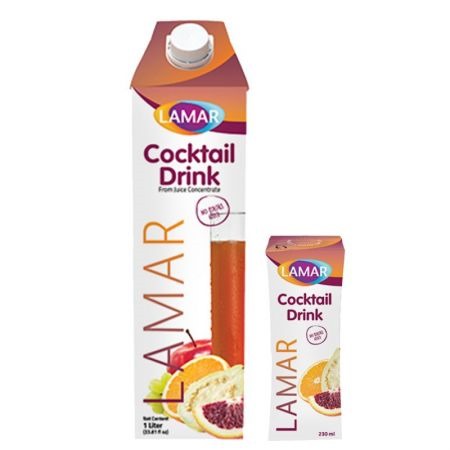 LAMAR
Cocktail
Drink
From Juice Concentrate
LAMAR
Net Content
1 Liter
(33.81 fl oz)
LAMAR
Cocktail
Drink
LAMAR
230 ml